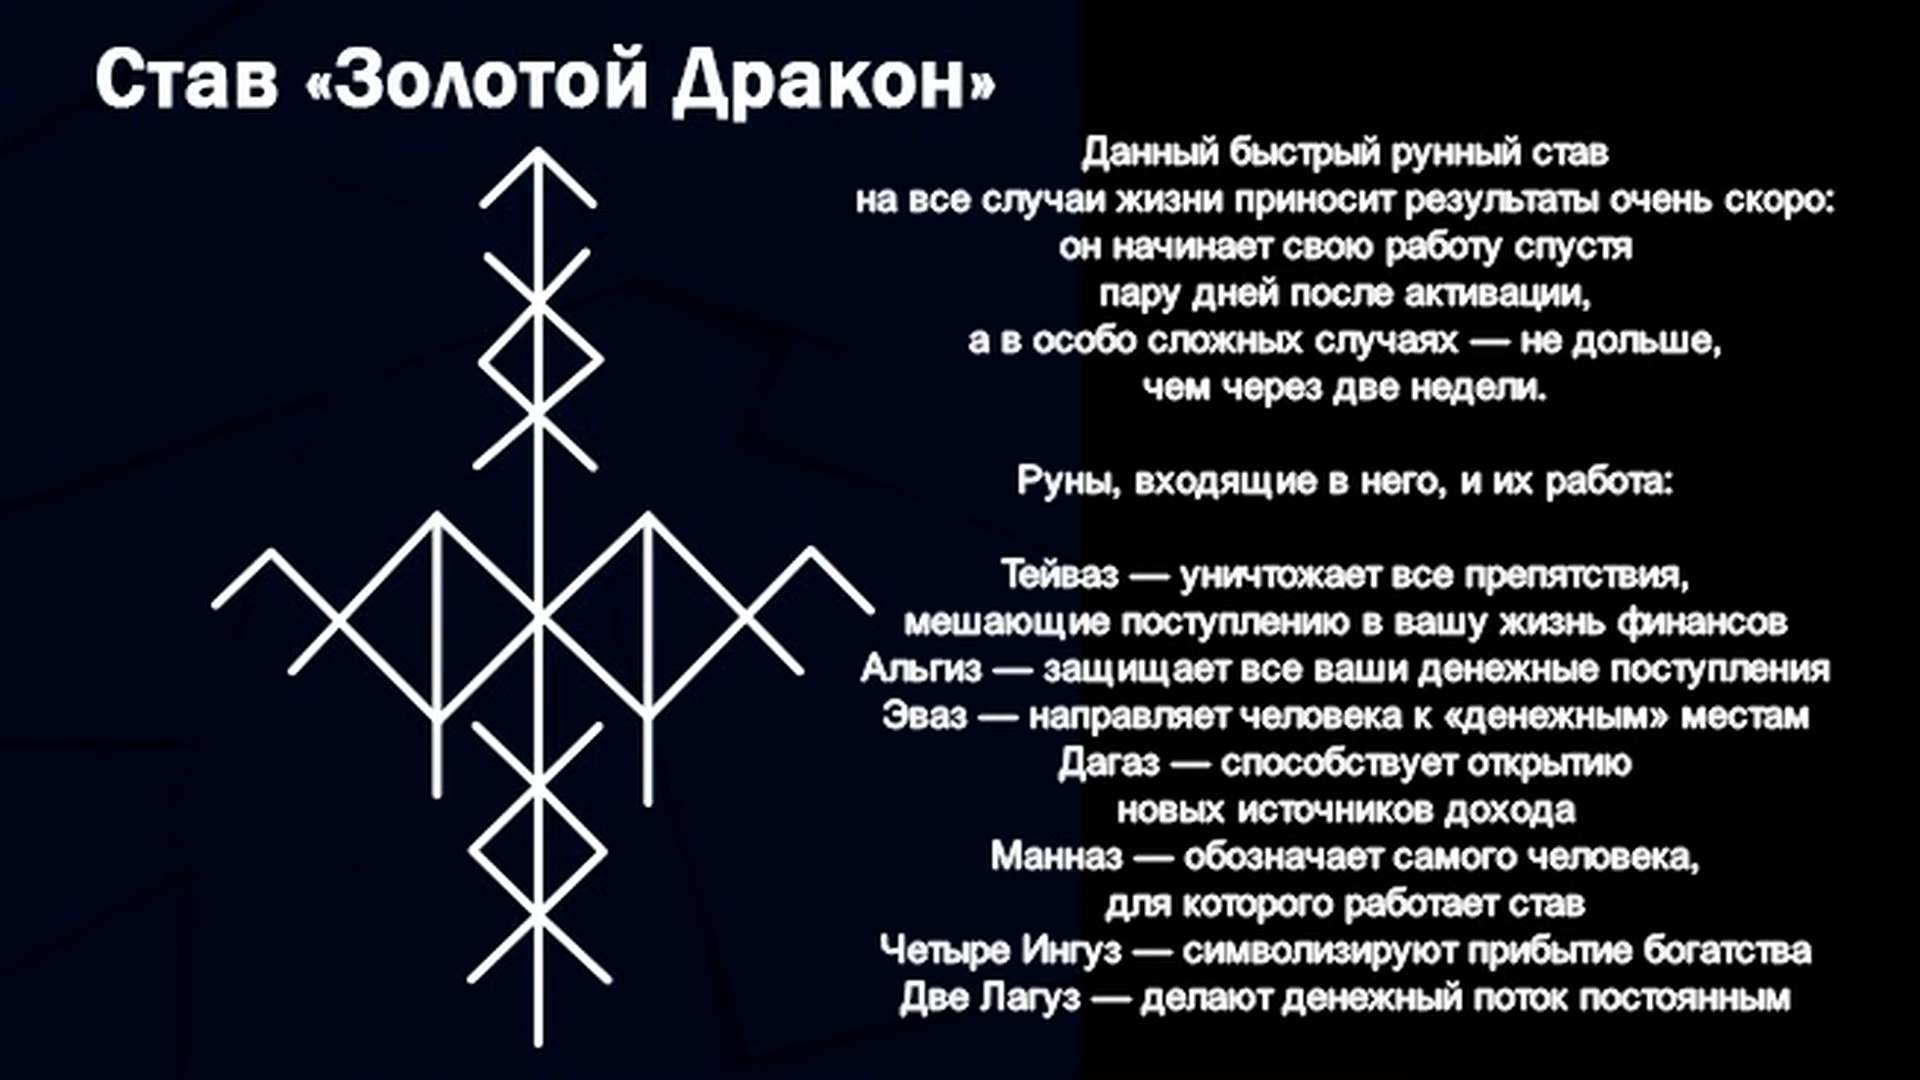 Став «Золотой Дракон»
Данный быстрый рунный став
на все случаи жизни приносит результаты очень скоро:
он начинает свою работу спустя
пару дней после активации,
а в особо сложных случаях — не дольше,
чем через две недели.
Руны, входящие в него, и их работа:
Тейваз — уничтожает все препятствия,
мешающие поступлению в вашу жизнь финансов
Альгиз — защищает все ваши денежные поступления
Эваз — направляет человека к «денежным» местам
Дагаз — способствует открытию
новых источников дохода
Манназ — обозначает самого человека,
для которого работает став
Четыре Ингуз — символизируют прибытие богатства
Две Лагуз — делают денежный поток постоянным